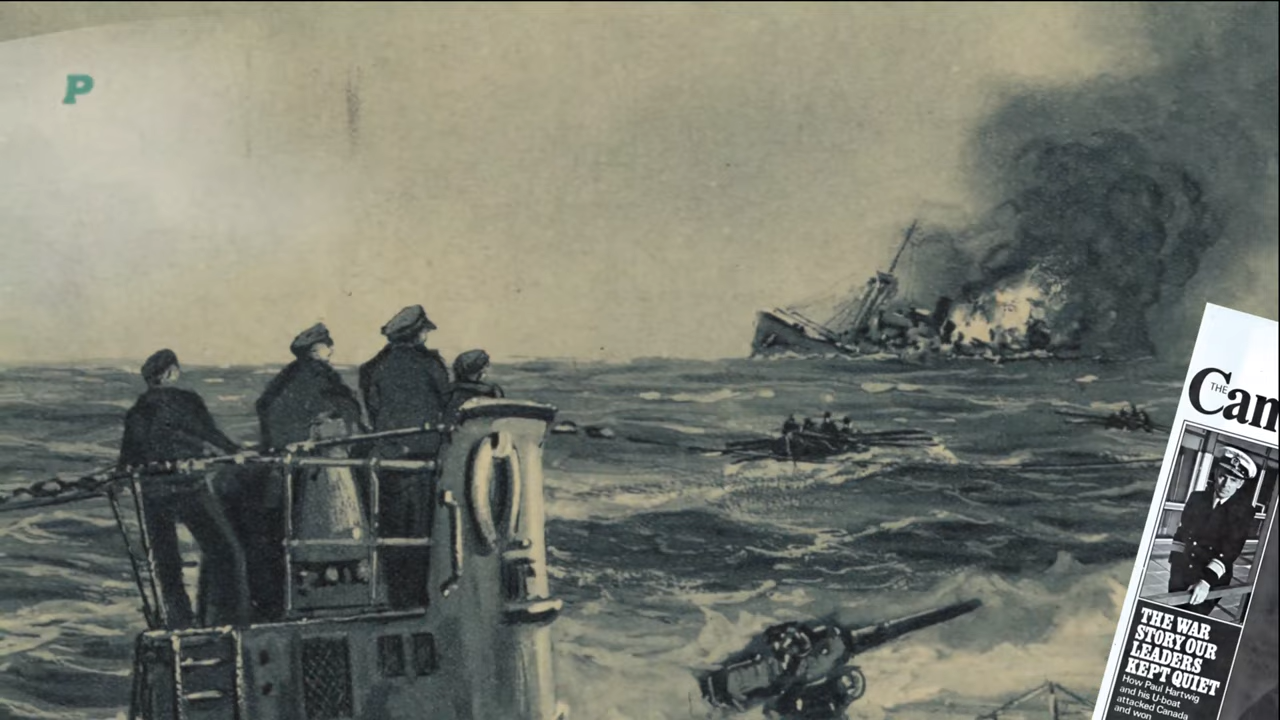 P
THE
Can
THE WAR
STORY OUR
LEADERS
KEPT QUIET
How Paul Hartwig
and his U-boat
attacked Canada
and won